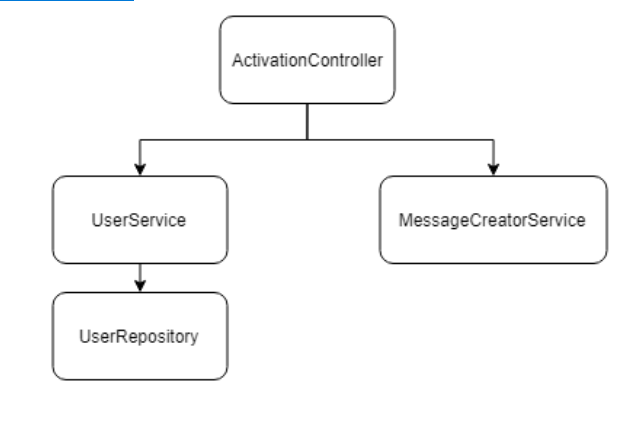 ActivationController
UserService
MessageCreatorService
UserRepository